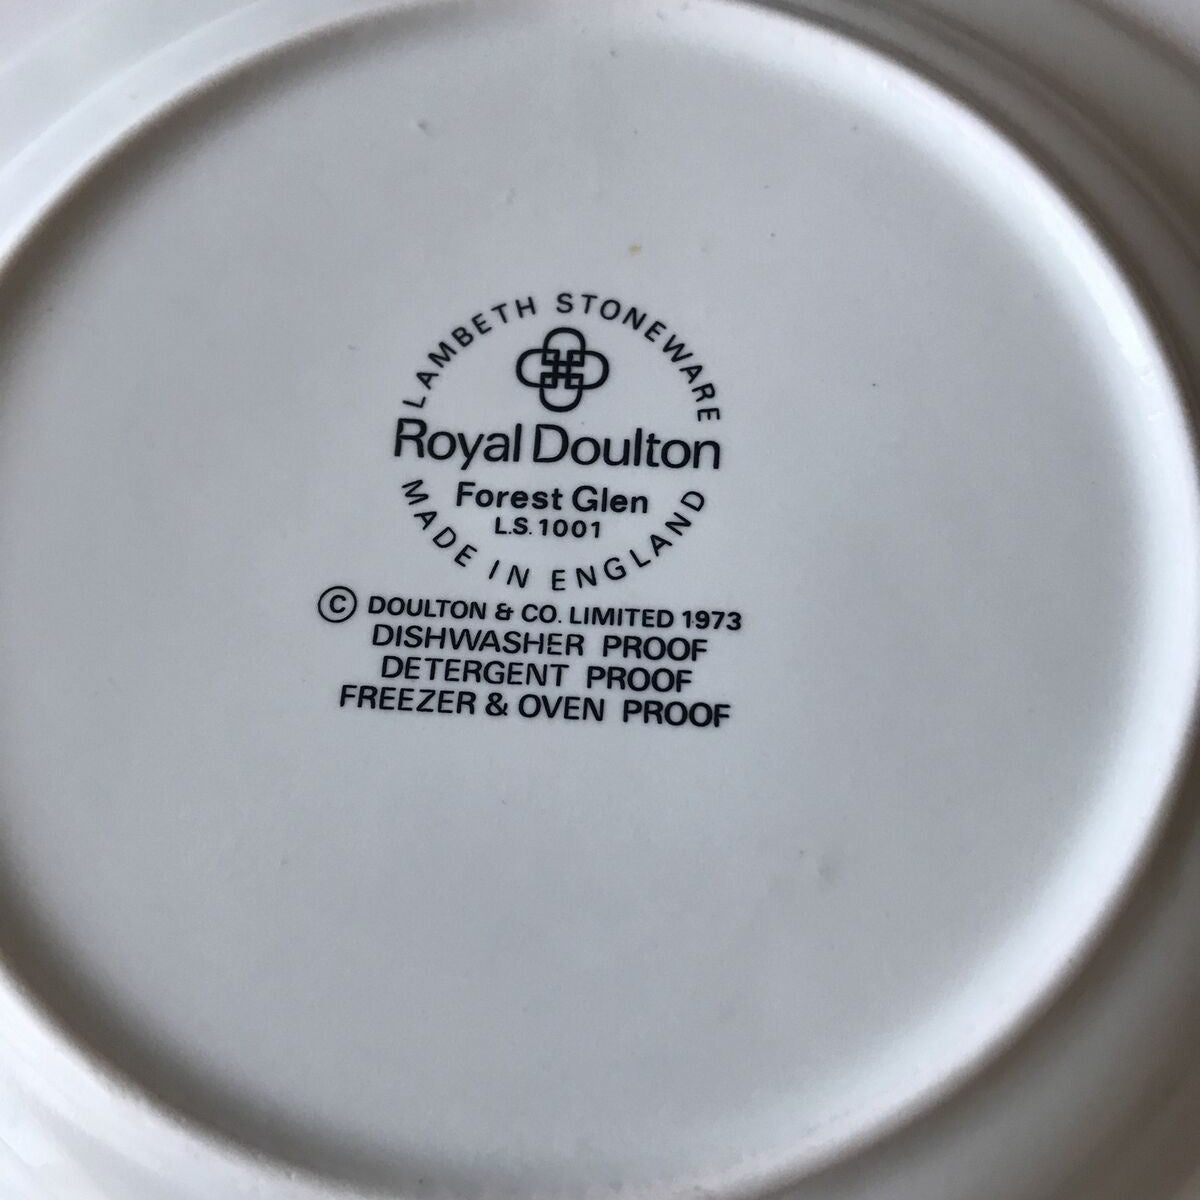 LAMBETH STONEWARE
Royal Doulton
Forest Glen
L.S. 1001
MADE IN ENGLAND
© DOULTON & CO. LIMITED 1973
DISHWASHER PROOF
DETERGENT PROOF
FREEZER & OVEN PROOF